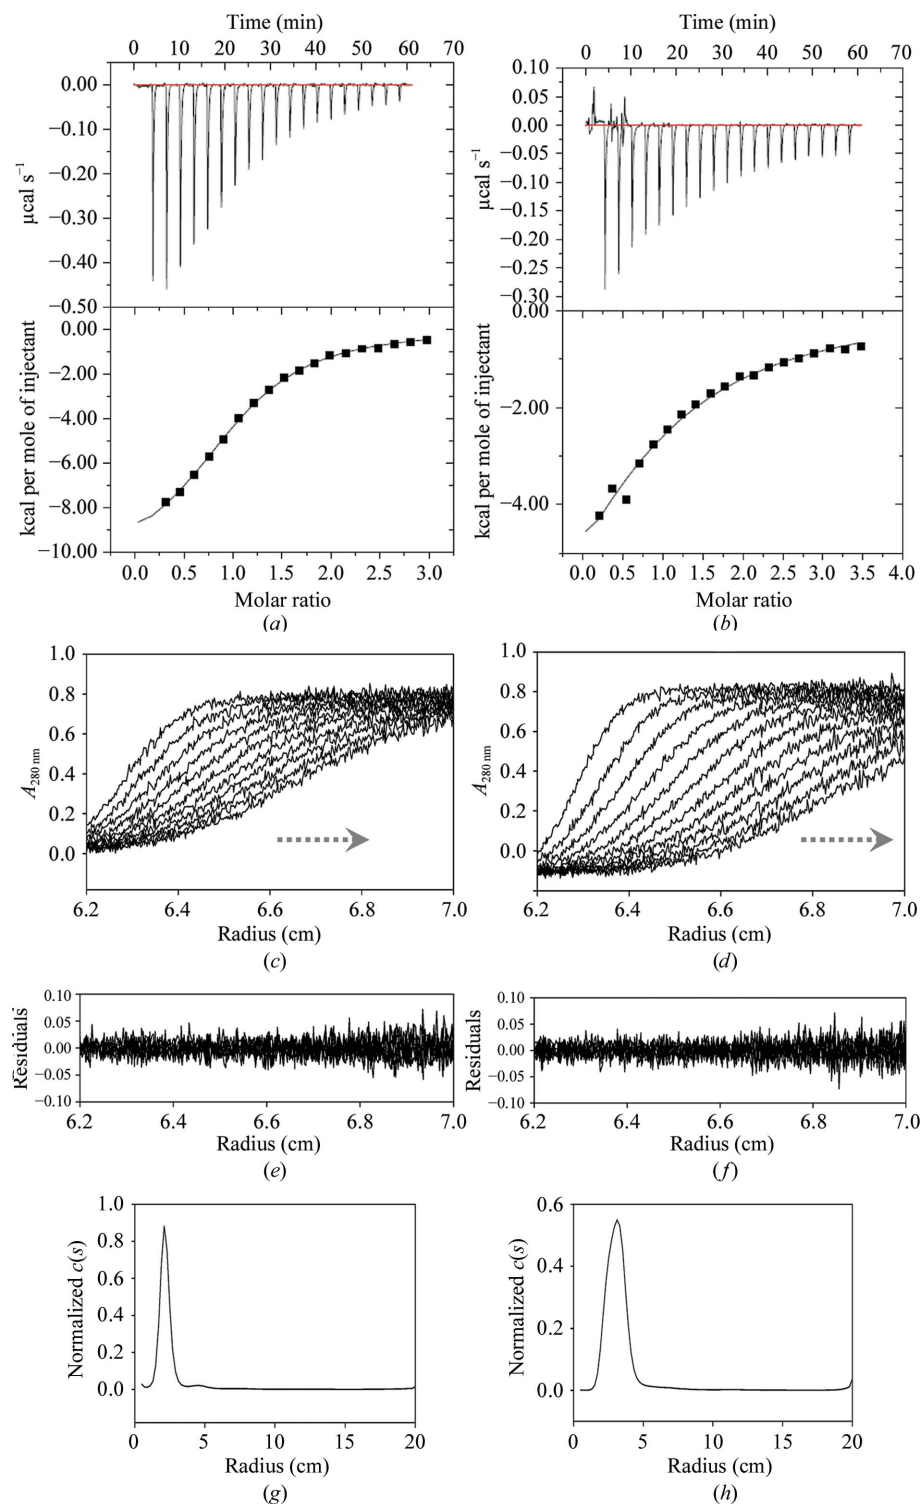 Time (min)
0 10 20 30 40 50 60 70
0.00
−0.10
−0.20
−0.30
−0.40
−0.50
µcal s⁻¹
0.00
−2.00
−4.00
−6.00
−8.00
−10.00
kcal per mole of injectant
0.0 0.5 1.0 1.5 2.0 2.5 3.0
Molar ratio
(a)
Time (min)
0 10 20 30 40 50 60 70
0.10
0.05
0.00
−0.05
−0.10
−0.15
−0.20
−0.25
−0.30
µcal s⁻¹
0.00
−2.00
−4.00
kcal per mole of injectant
0.0 0.5 1.0 1.5 2.0 2.5 3.0 3.5 4.0
Molar ratio
(b)
1.0
0.8
0.6
0.4
0.2
0.0
A280 nm
6.2 6.4 6.6 6.8 7.0
Radius (cm)
(c)
1.0
0.8
0.6
0.4
0.2
0.0
A280 nm
6.2 6.4 6.6 6.8 7.0
Radius (cm)
(d)
0.10
0.05
0.00
−0.05
−0.10
Residuals
6.2 6.4 6.6 6.8 7.0
Radius (cm)
(e)
0.10
0.05
0.00
−0.05
−0.10
Residuals
6.2 6.4 6.6 6.8 7.0
Radius (cm)
(f)
1.0
0.8
0.6
0.4
0.2
0.0
Normalized c(s)
0 5 10 15 20
Radius (cm)
(g)
0.6
0.4
0.2
0.0
Normalized c(s)
0 5 10 15 20
Radius (cm)
(h)